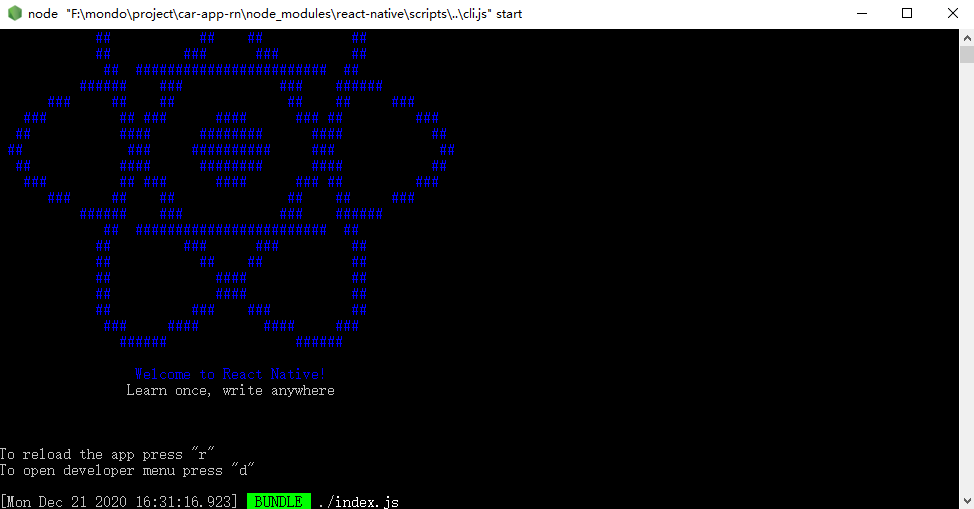 node "F:\mondo\project\car-app-rn\node_modules\react-native\scripts\..\cli.js" start
Welcome to React Native!
Learn once, write anywhere
To reload the app press "r"
To open developer menu press "d"
[Mon Dec 21 2020 16:31:16.923] BUNDLE ./index.js